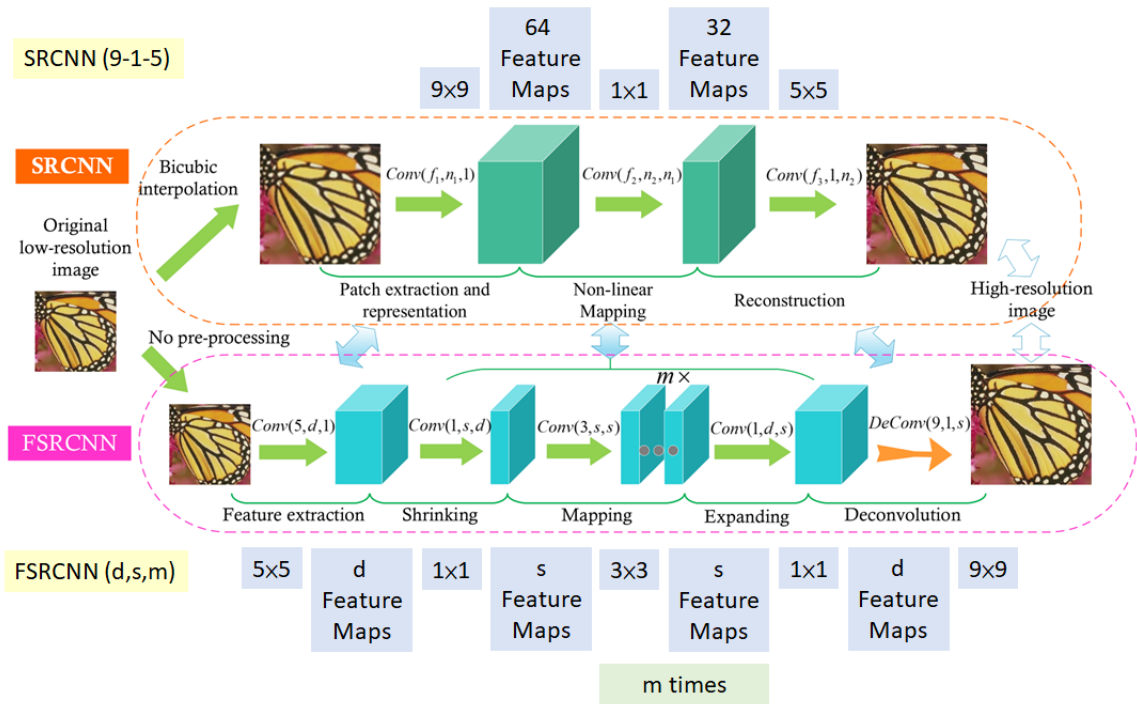 SRCNN (9-1-5)
64
Feature
Maps
32
Feature
Maps
9×9
1×1
5×5
SRCNN
Bicubic
interpolation
Conv(f₁,n₁,1)
Conv(f₂,n₂,n₁)
Conv(f₃,1,n₂)
Original
low-resolution
image
Patch extraction and
representation
Non-linear
Mapping
Reconstruction
High-resolution
image
No pre-processing
m ×
FSRCNN
Conv(5,d,1)
Conv(1,s,d)
Conv(3,s,s)
Conv(1,d,s)
DeConv(9,1,s)
Feature extraction
Shrinking
Mapping
Expanding
Deconvolution
FSRCNN (d,s,m)
5×5
d
Feature
Maps
1×1
s
Feature
Maps
3×3
s
Feature
Maps
1×1
d
Feature
Maps
9×9
m times